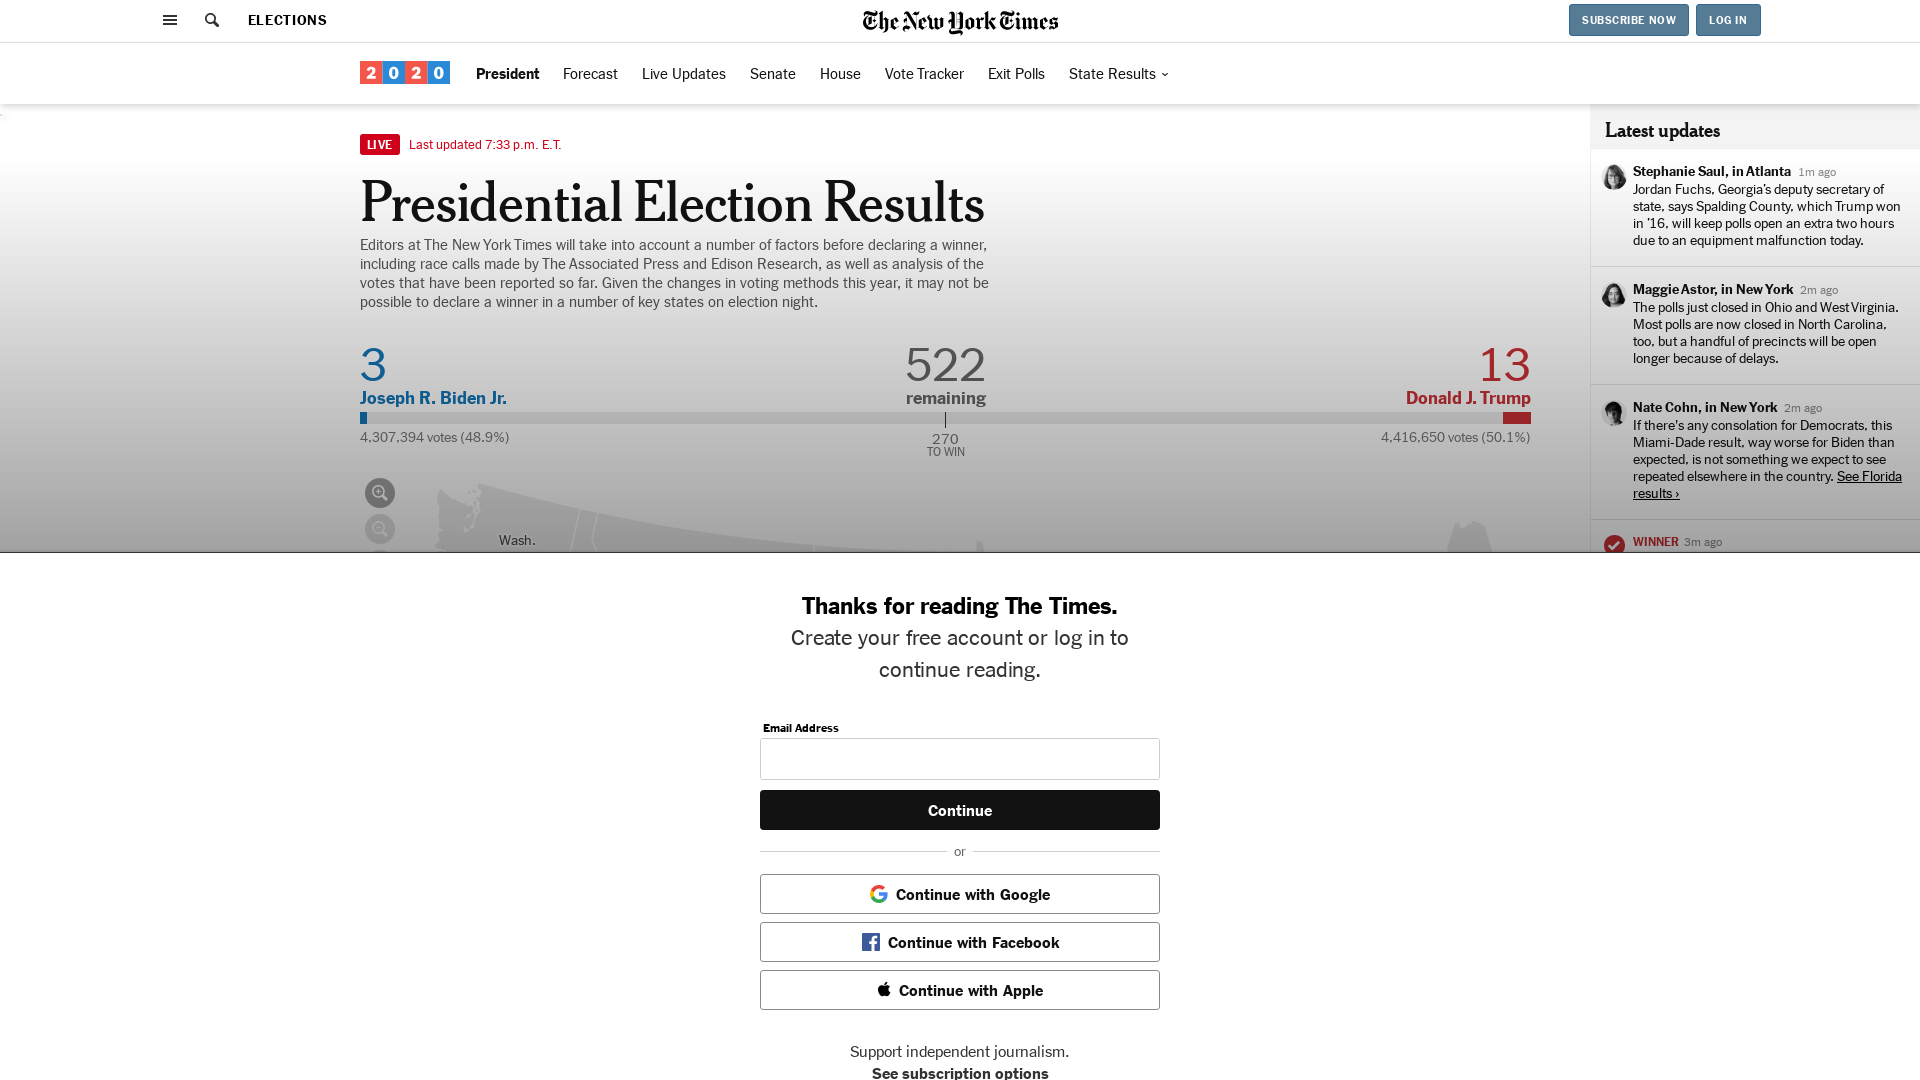 ELECTIONS
The New York Times
SUBSCRIBE NOW
LOG IN
2020
President
Forecast
Live Updates
Senate
House
Vote Tracker
Exit Polls
State Results
LIVE Last updated 7:33 p.m. E.T.
Presidential Election Results
Editors at The New York Times will take into account a number of factors before declaring a winner,
including race calls made by The Associated Press and Edison Research, as well as analysis of the
votes that have been reported so far. Given the changes in voting methods this year, it may not be
possible to declare a winner in a number of key states on election night.
3
Joseph R. Biden Jr.
4,307,394 votes (48.9%)
522
remaining
270
TO WIN
13
Donald J. Trump
4,416,650 votes (50.1%)
Wash.
Latest updates
Stephanie Saul, in Atlanta 1m ago
Jordan Fuchs, Georgia’s deputy secretary of
state, says Spalding County, which Trump won
in ’16, will keep polls open an extra two hours
due to an equipment malfunction today.
Maggie Astor, in New York 2m ago
The polls just closed in Ohio and West Virginia.
Most polls are now closed in North Carolina,
too, but a handful of precincts will be open
longer because of delays.
Nate Cohn, in New York 2m ago
If there's any consolation for Democrats, this
Miami-Dade result, way worse for Biden than
expected, is not something we expect to see
repeated elsewhere in the country. See Florida
results ›
WINNER 3m ago
Thanks for reading The Times.
Create your free account or log in to
continue reading.
Email Address
Continue
or
Continue with Google
Continue with Facebook
Continue with Apple
Support independent journalism.
See subscription options